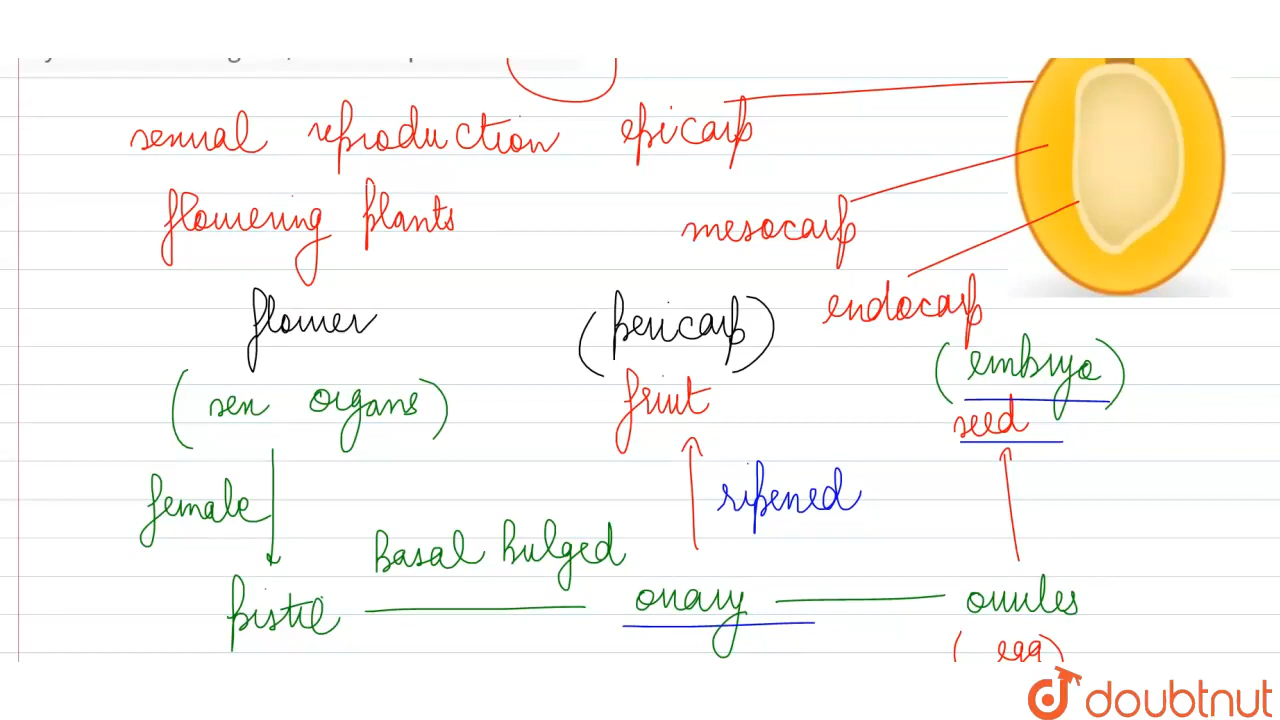 sexual reproduction epicarp
flowering plants
mesocarp
endocarp
flower
(pericarp)
(embryo)
(sex organs)
fruit
seed
female
ripened
Basal bulged
pistil
ovary
ovules
(egg)
doubtnut